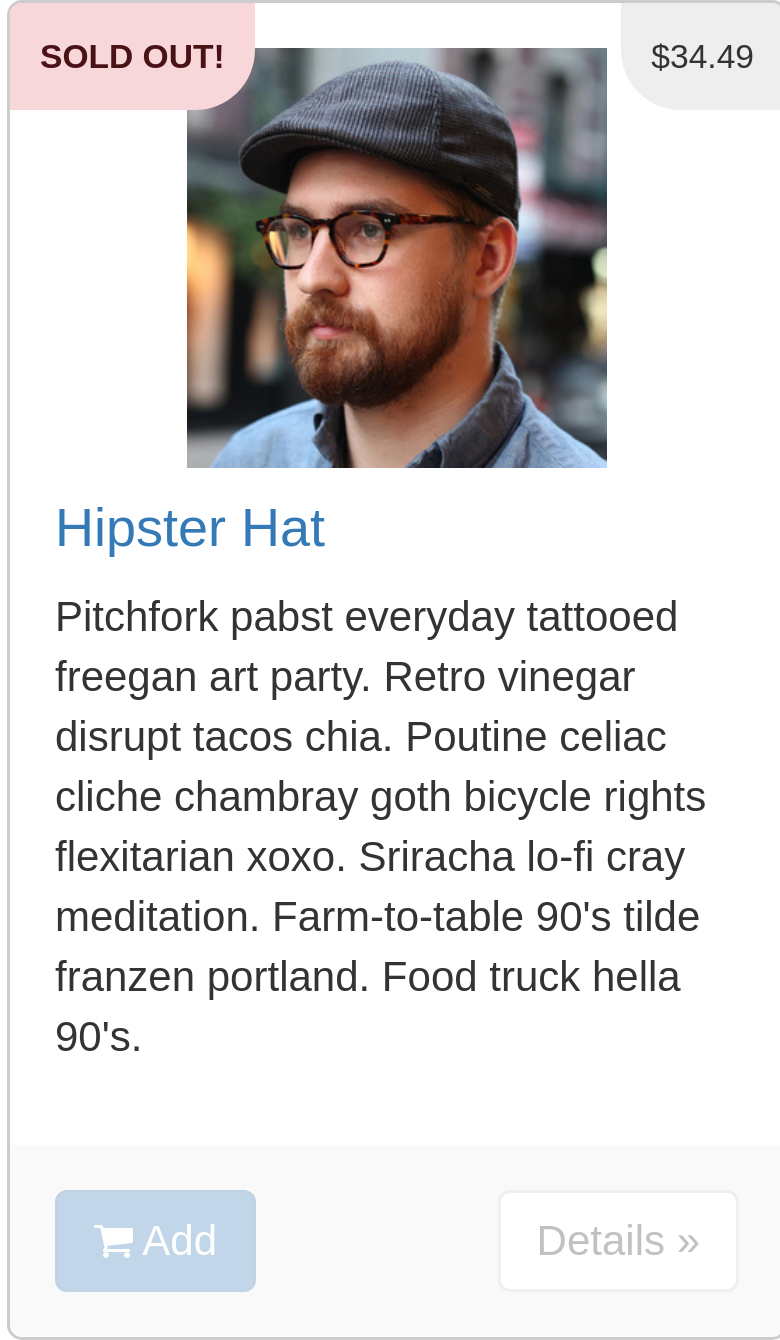 SOLD OUT!
$34.49
Hipster Hat
Pitchfork pabst everyday tattooed
freegan art party. Retro vinegar
disrupt tacos chia. Poutine celiac
cliche chambray goth bicycle rights
flexitarian xoxo. Sriracha lo-fi cray
meditation. Farm-to-table 90's tilde
franzen portland. Food truck hella
90's.
Add
Details »